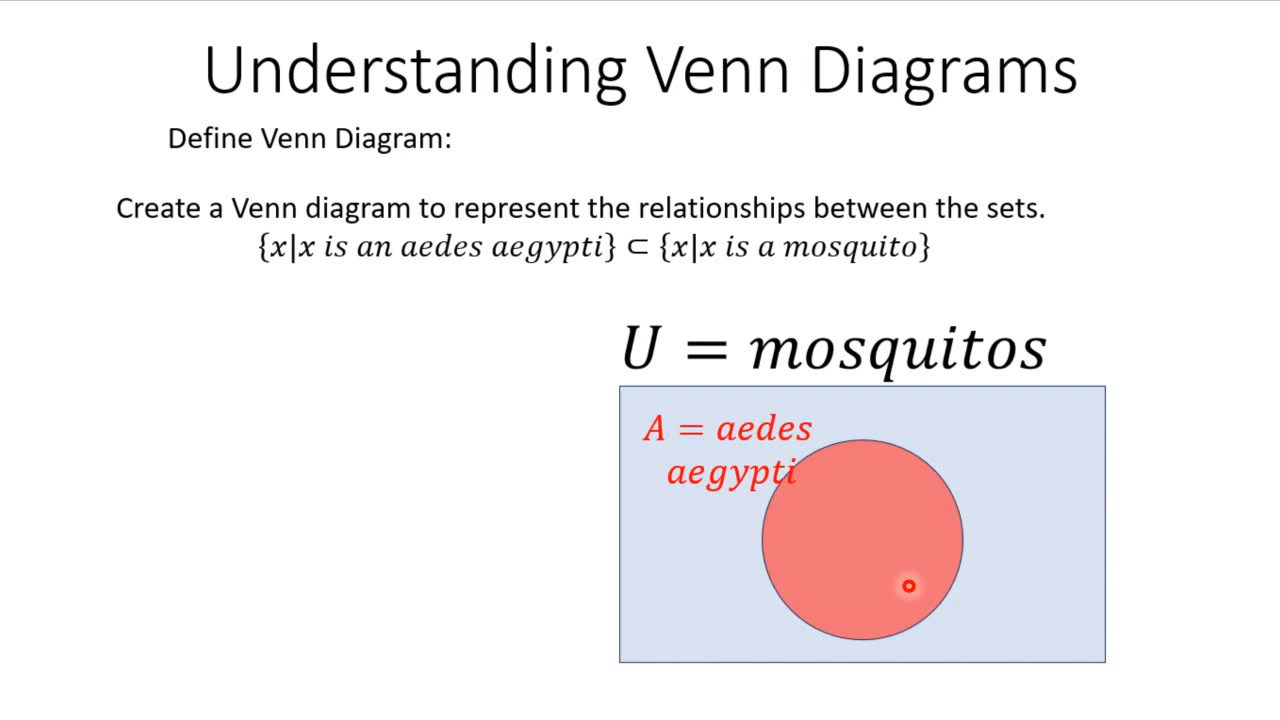 Understanding Venn Diagrams
Define Venn Diagram:
Create a Venn diagram to represent the relationships between the sets.
{x|x is an aedes aegypti} ⊂ {x|x is a mosquito}
U = mosquitos
A = aedes
aegypti